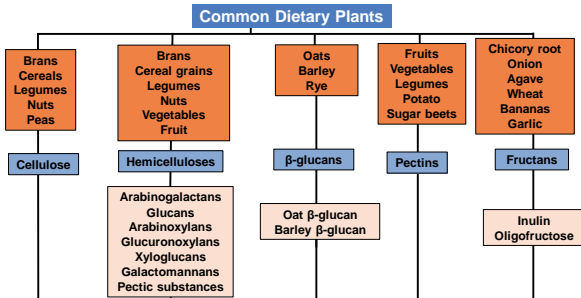 Common Dietary Plants
Brans
Cereals
Legumes
Nuts
Peas
Brans
Cereal grains
Legumes
Nuts
Vegetables
Fruit
Oats
Barley
Rye
Fruits
Vegetables
Legumes
Potato
Sugar beets
Chicory root
Onion
Agave
Wheat
Bananas
Garlic
Cellulose
Hemicelluloses
β-glucans
Pectins
Fructans
Arabinogalactans
Glucans
Arabinoxylans
Glucuronoxylans
Xyloglucans
Galactomannans
Pectic substances
Oat β-glucan
Barley β-glucan
Inulin
Oligofructose